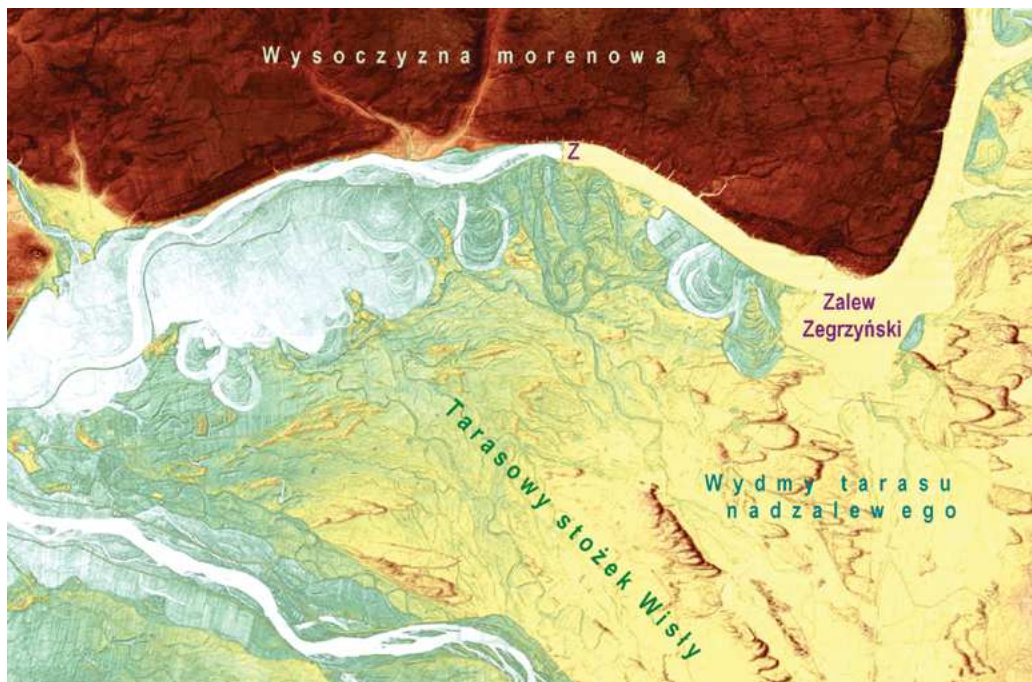 Wysoczyzna morenowa
Z
Zalew
Zegrzyński
Tarasowy stożek Wisły
Wydmy tarasu
nadzalewego